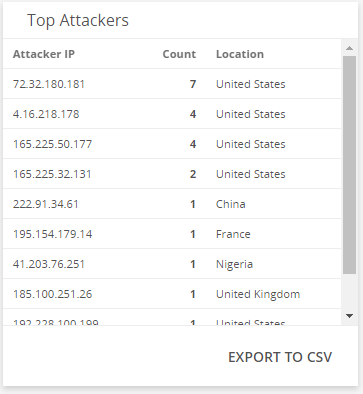 Top Attackers
Attacker IP Count Location
72.32.180.181 7 United States
4.16.218.178 4 United States
165.225.50.177 4 United States
165.225.32.131 2 United States
222.91.34.61 1 China
195.154.179.14 1 France
41.203.76.251 1 Nigeria
185.100.251.26 1 United Kingdom
192.228.100.199 1 United States
EXPORT TO CSV